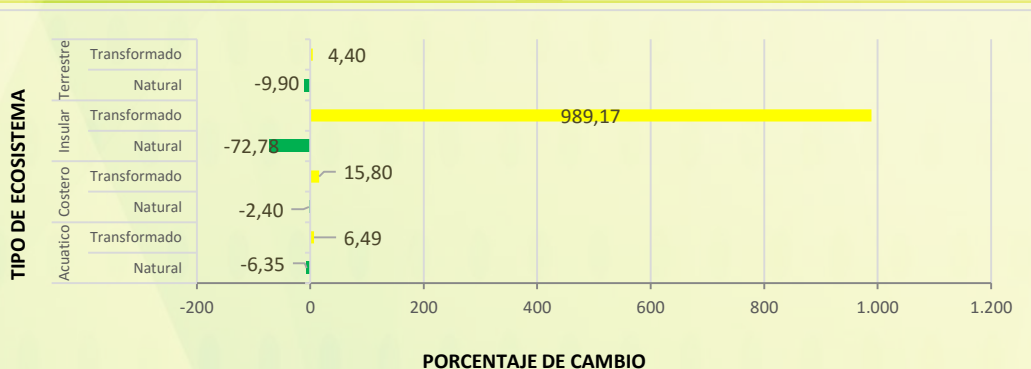 TIPO DE ECOSISTEMA
Terrestre
Transformado
4,40
Natural
-9,90
Insular
Transformado
989,17
Natural
-72,78
Costero
Transformado
15,80
Natural
-2,40
Acuatico
Transformado
6,49
Natural
-6,35
-200 0 200 400 600 800 1.000 1.200
PORCENTAJE DE CAMBIO